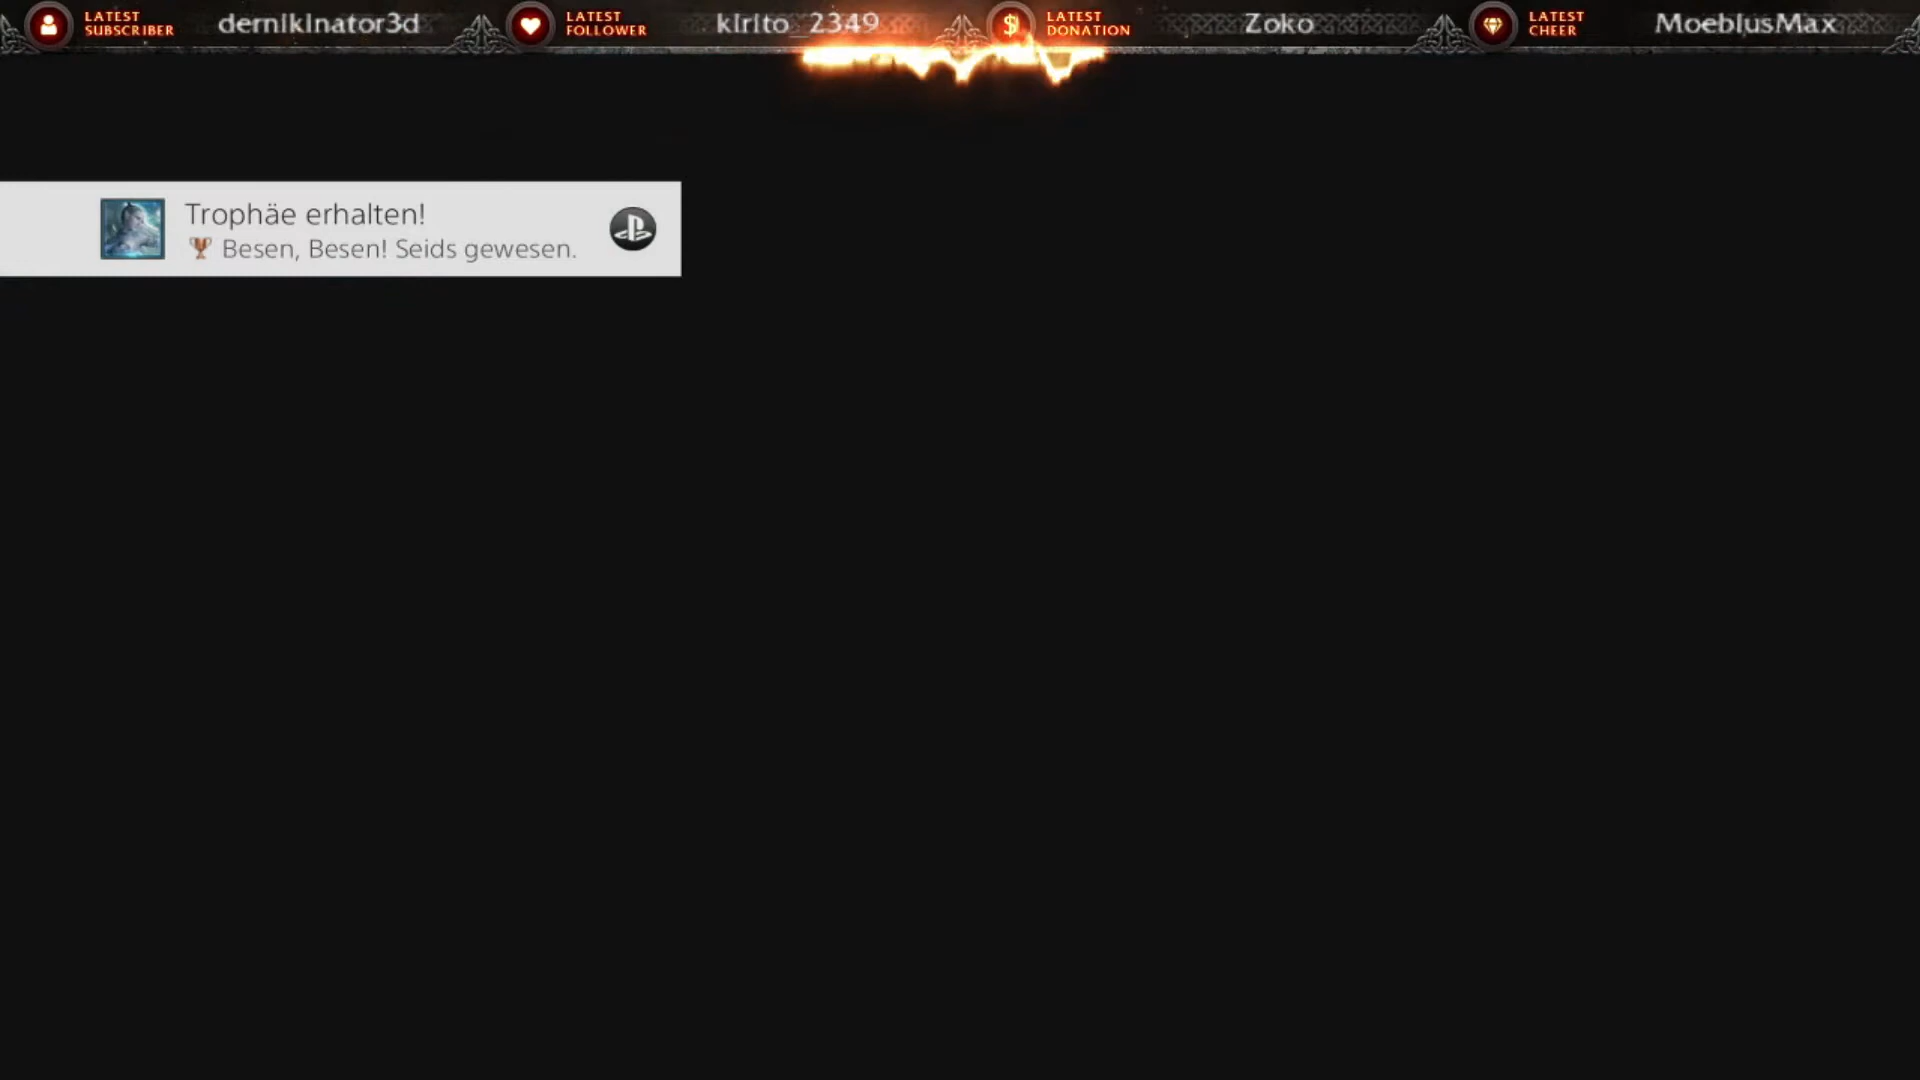 LATEST SUBSCRIBER
dernikinator3d
LATEST FOLLOWER
kirito_2349
LATEST DONATION
Zoko
LATEST CHEER
MoebiusMax
Trophäe erhalten!
Besen, Besen! Seids gewesen.